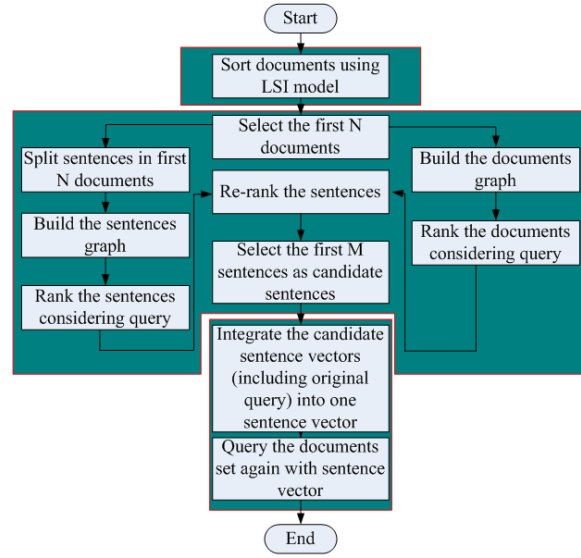 Start
Sort documents using
LSI model
Select the first N
documents
Split sentences in first
N documents
Build the sentences
graph
Rank the sentences
considering query
Build the documents
graph
Rank the documents
considering query
Re-rank the sentences
Select the first M
sentences as candidate
sentences
Integrate the candidate
sentence vectors
(including original
query) into one
sentence vector
Query the documents
set again with sentence
vector
End